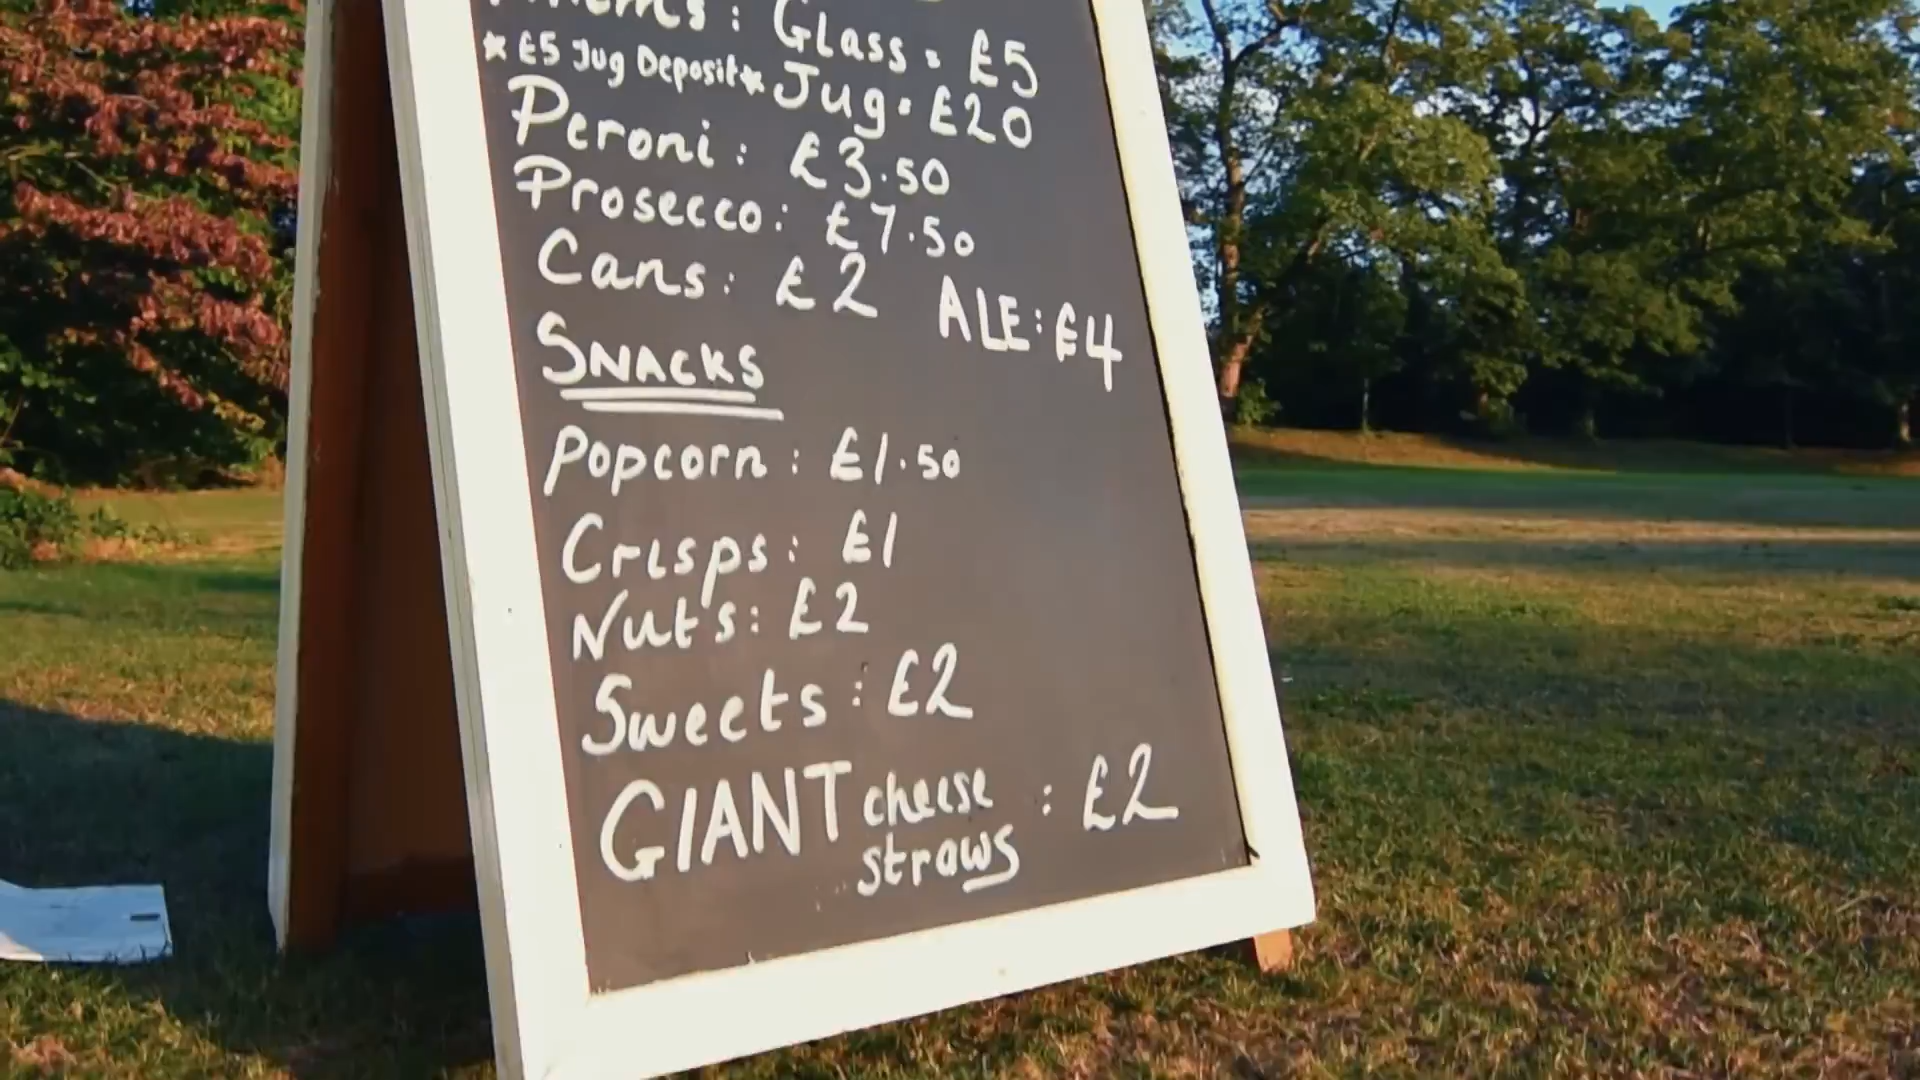 : Glass : £5
* £5 Jug Deposit * Jug . £20
Peroni : £3.50
Prosecco : £7.50
Cans : £2
ALE : £4
SNACKS
Popcorn : £1.50
Crisps : £1
Nuts : £2
Sweets : £2
GIANT cheese straws : £2